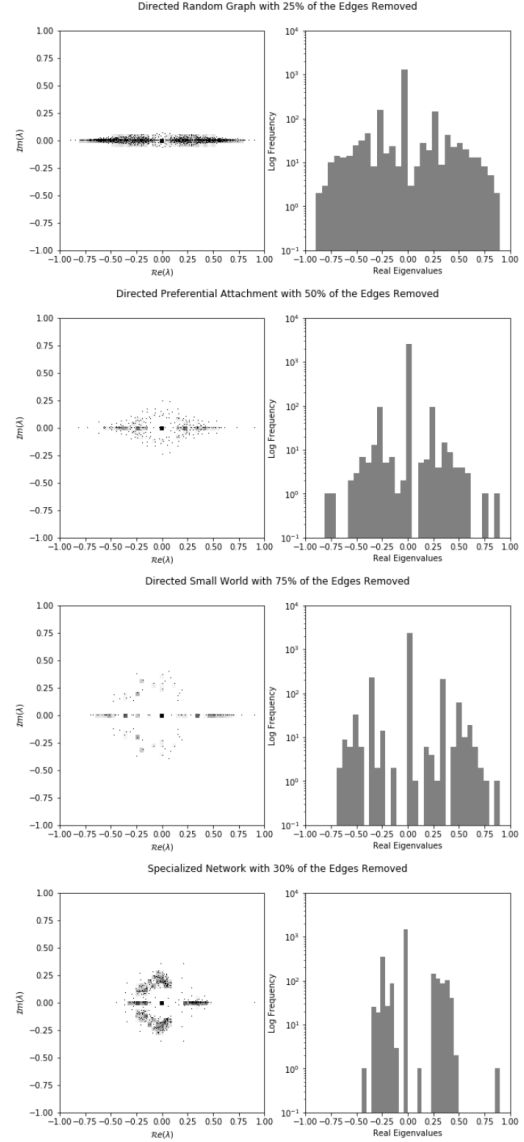 Directed Random Graph with 25% of the Edges Removed
1.00
0.75
0.50
0.25
0.00
−0.25
−0.50
−0.75
−1.00
−1.00 −0.75 −0.50 −0.25 0.00 0.25 0.50 0.75 1.00
ℐm(λ)
ℛe(λ)
10⁴
10³
10²
10¹
10⁰
10⁻¹
−1.00 −0.75 −0.50 −0.25 0.00 0.25 0.50 0.75 1.00
Log Frequency
Real Eigenvalues
Directed Preferential Attachment with 50% of the Edges Removed
1.00
0.75
0.50
0.25
0.00
−0.25
−0.50
−0.75
−1.00
−1.00 −0.75 −0.50 −0.25 0.00 0.25 0.50 0.75 1.00
ℐm(λ)
ℛe(λ)
10⁴
10³
10²
10¹
10⁰
10⁻¹
−1.00 −0.75 −0.50 −0.25 0.00 0.25 0.50 0.75 1.00
Log Frequency
Real Eigenvalues
Directed Small World with 75% of the Edges Removed
1.00
0.75
0.50
0.25
0.00
−0.25
−0.50
−0.75
−1.00
−1.00 −0.75 −0.50 −0.25 0.00 0.25 0.50 0.75 1.00
ℐm(λ)
ℛe(λ)
10⁴
10³
10²
10¹
10⁰
10⁻¹
−1.00 −0.75 −0.50 −0.25 0.00 0.25 0.50 0.75 1.00
Log Frequency
Real Eigenvalues
Specialized Network with 30% of the Edges Removed
1.00
0.75
0.50
0.25
0.00
−0.25
−0.50
−0.75
−1.00
−1.00 −0.75 −0.50 −0.25 0.00 0.25 0.50 0.75 1.00
ℐm(λ)
ℛe(λ)
10⁴
10³
10²
10¹
10⁰
10⁻¹
−1.00 −0.75 −0.50 −0.25 0.00 0.25 0.50 0.75 1.00
Log Frequency
Real Eigenvalues